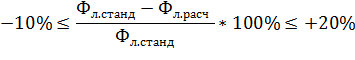 −10% ≤ (Фл.станд − Фл.расч) / Фл.станд * 100% ≤ +20%